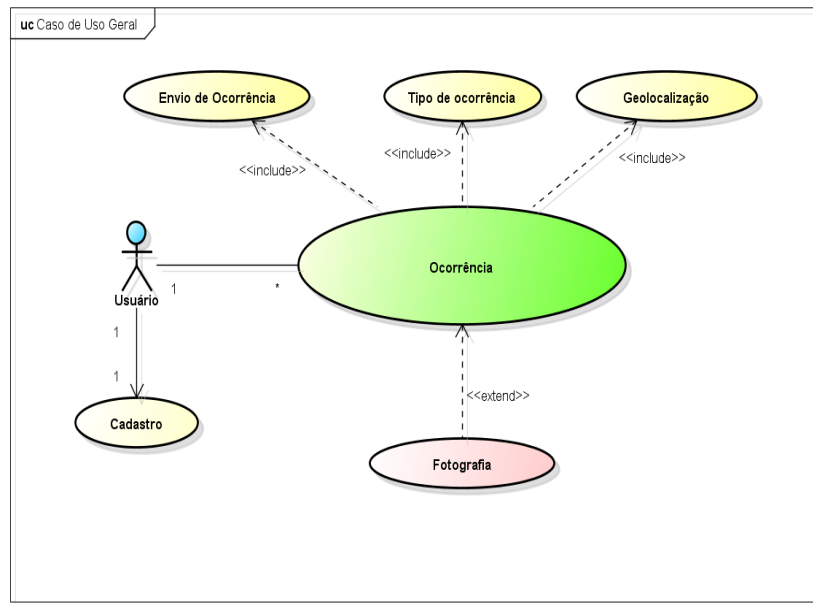 uc Caso de Uso Geral
Envio de Ocorrência
Tipo de ocorrência
Geolocalização
<<include>>
<<include>>
<<include>>
Ocorrência
Usuário
1
*
1
1
Cadastro
<<extend>>
Fotografia